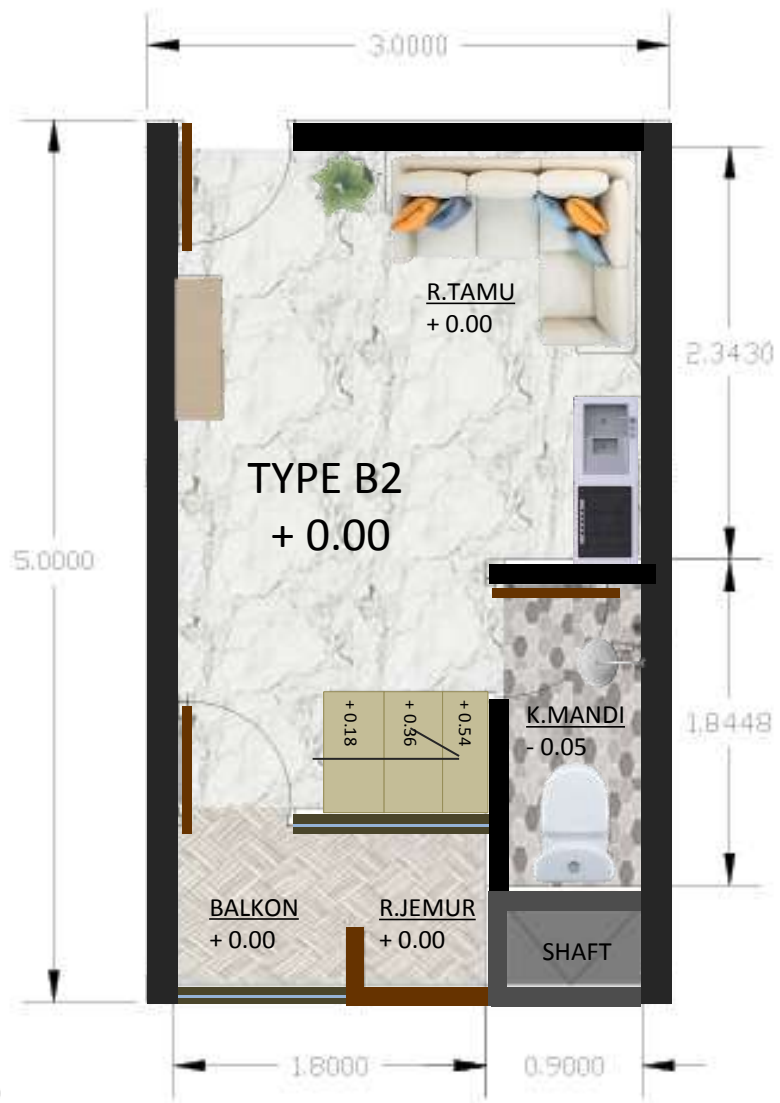 3.0000
R.TAMU
+ 0.00
2.3430
TYPE B2
+ 0.00
5.0000
+ 0.18
+ 0.36
+ 0.54
K.MANDI
- 0.05
1.8448
BALKON
+ 0.00
R.JEMUR
+ 0.00
SHAFT
1.8000
0.9000